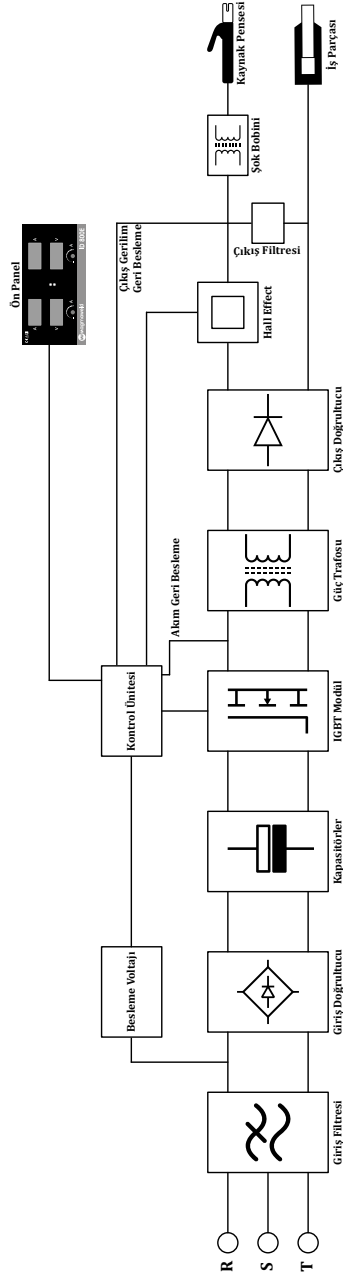 R
S
T
Giriş Filtresi
Giriş Doğrultucu
Kapasitörler
IGBT Modül
Güç Trafosu
Çıkış Doğrultucu
Hall Effect
Çıkış Filtresi
Şok Bobini
Kaynak Pensesi
İş Parçası
Besleme Voltajı
Kontrol Ünitesi
Akım Geri Besleme
Çıkış Gerilim
Geri Besleme
Ön Panel
A
V
A
V